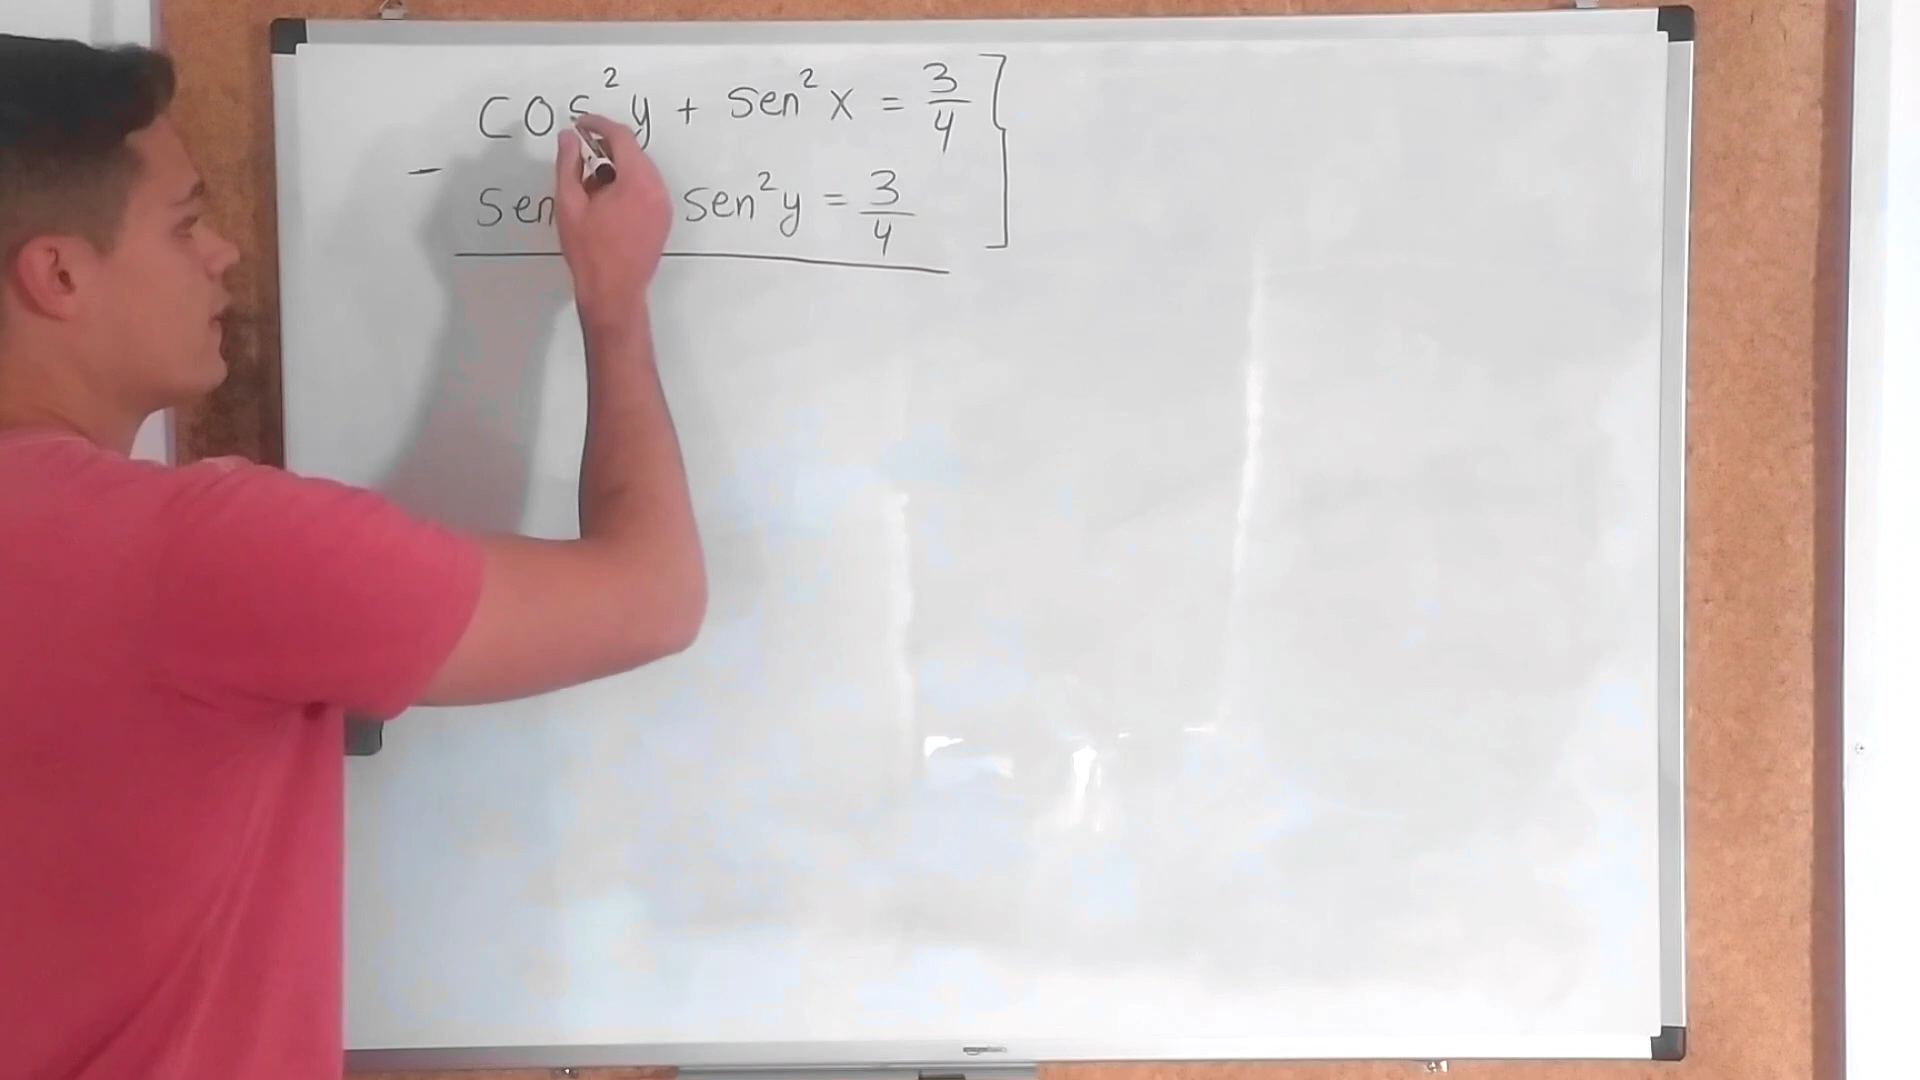 cos²y + sen²x = 3/4
- sen sen²y = 3/4